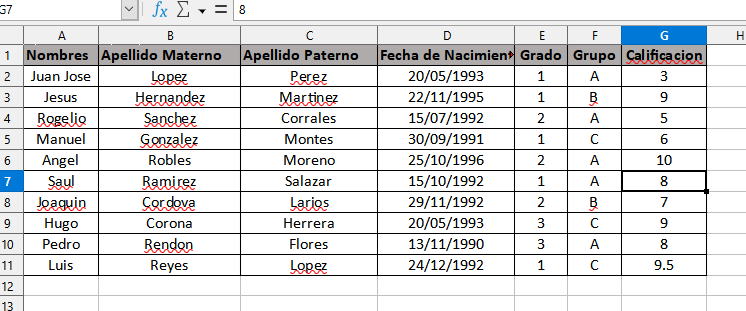 G7 fx Σ = 8
A B C D E F G H
1 Nombres Apellido Materno Apellido Paterno Fecha de Nacimien Grado Grupo Calificacion
2 Juan Jose Lopez Perez 20/05/1993 1 A 3
3 Jesus Hernandez Martinez 22/11/1995 1 B 9
4 Rogelio Sanchez Corrales 15/07/1992 2 A 5
5 Manuel Gonzalez Montes 30/09/1991 1 C 6
6 Angel Robles Moreno 25/10/1996 2 A 10
7 Saul Ramirez Salazar 15/10/1992 1 A 8
8 Joaquin Cordova Larios 29/11/1992 2 B 7
9 Hugo Corona Herrera 20/05/1993 3 C 9
10 Pedro Rendon Flores 13/11/1990 3 A 8
11 Luis Reyes Lopez 24/12/1992 1 C 9.5
12
13